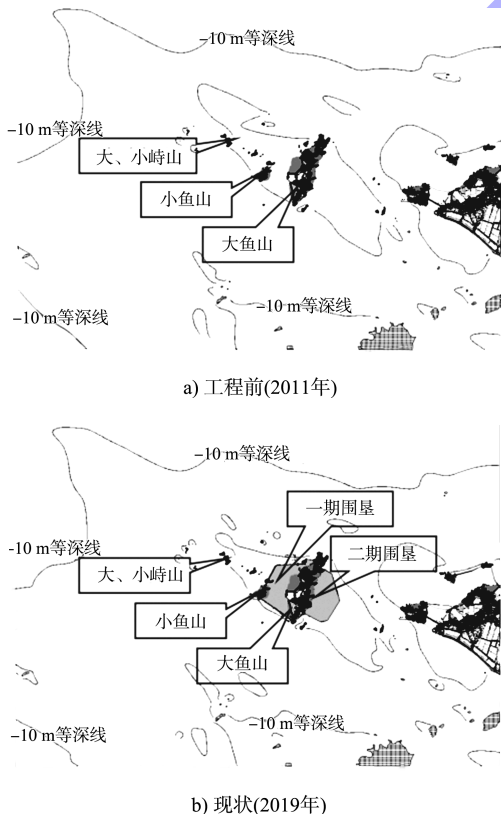 -10 m等深线
-10 m等深线
大、小峙山
小鱼山
大鱼山
-10 m等深线
-10 m等深线
a) 工程前(2011年)
-10 m等深线
一期围垦
-10 m等深线
二期围垦
大、小峙山
小鱼山
大鱼山
-10 m等深线
-10 m等深线
b) 现状(2019年)